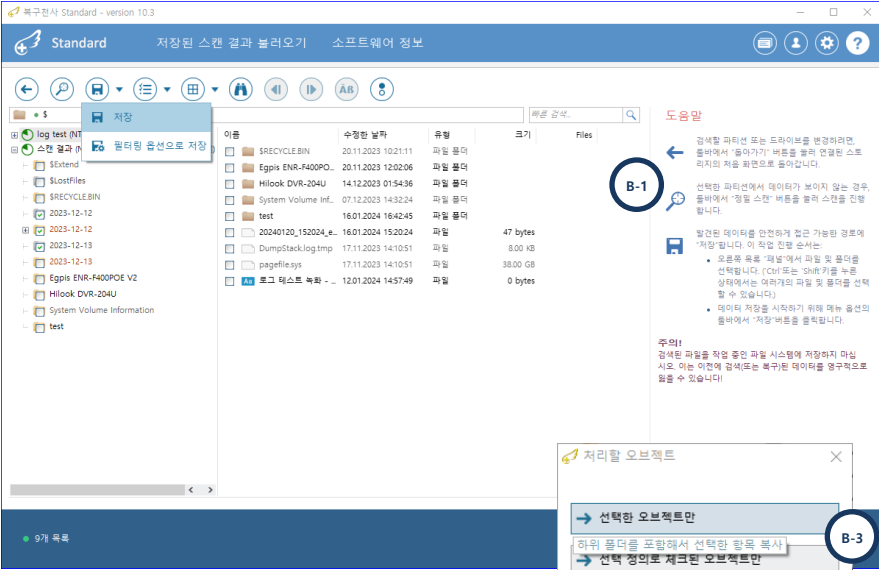 복구천사 Standard - version 10.3
Standard
저장된 스캔 결과 불러오기
소프트웨어 정보
?
Aß
$
빠른 검색..
저장
필터링 옵션으로 저장
log test (NT
스캔 결과 (N
$Extend
$LostFiles
$RECYCLE.BIN
2023-12-12
2023-12-12
2023-12-13
2023-12-13
Egpis ENR-F400POE V2
Hilook DVR-204U
System Volume Information
test
이름 수정한 날짜 유형 크기 Files
$RECYCLE.BIN 20.11.2023 10:21:11 파일 폴더
Egpis ENR-F400PO... 20.11.2023 12:02:06 파일 폴더
Hilook DVR-204U 14.12.2023 01:54:36 파일 폴더
System Volume Inf... 07.12.2023 14:32:24 파일 폴더
test 16.01.2024 16:42:45 파일 폴더
20240120_152024_e... 16.01.2024 15:20:24 파일 47 bytes
DumpStack.log.tmp 17.11.2023 14:10:51 파일 8.00 KB
pagefile.sys 17.11.2023 14:10:51 파일 38.00 GB
Aa 로그 테스트 녹화 - ... 12.01.2024 14:57:49 파일 0 bytes
도움말
검색할 파티션 또는 드라이브를 변경하려면,
툴바에서 "돌아가기" 버튼을 눌러 연결된 스토
리지의 처음 화면으로 돌아갑니다.
B-1
선택한 파티션에서 데이터가 보이지 않는 경우,
툴바에서 "정밀 스캔" 버튼을 눌러 스캔을 진행
합니다.
발견된 데이터를 안전하게 접근 가능한 경로에
"저장"합니다. 이 작업 진행 순서는:
• 오른쪽 목록 "패널"에서 파일 및 폴더를
선택합니다. ('Ctrl'또는 'Shift'키를 누른
상태에서는 여러개의 파일 및 폴더를 선택
할 수 있습니다.)
• 데이터 저장을 시작하기 위해 메뉴 옵션의
툴바에서 "저장"버튼을 클릭합니다.
주의!
검색된 파일을 작업 중인 파일 시스템에 저장하지 마십
시오. 이는 이전에 검색(또는 복구)된 데이터를 영구적으로
잃을 수 있습니다!
처리할 오브젝트
선택한 오브젝트만
하위 폴더를 포함해서 선택한 항목 복사
선택 정의로 체크된 오브젝트만
B-3
9개 목록